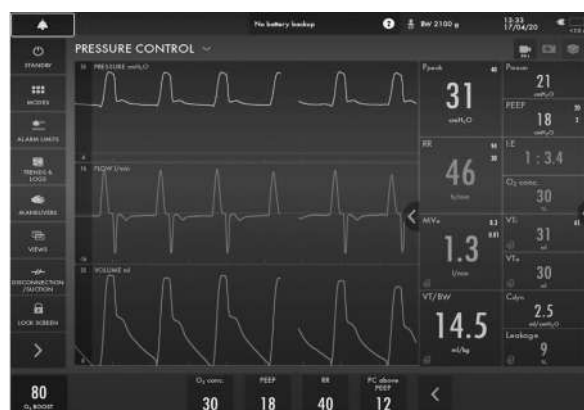 No battery backup
2
BW 2100 g
13:33
17/04/20
PRESSURE CONTROL
STANDBY
MODES
ALARM LIMITS
TRENDS &
LOGS
MANEUVERS
VIEWS
DISCONNECTION
/SUCTION
LOCK SCREEN
PRESSURE cmH₂O
FLOW l/min
VOLUME ml
Ppeak
40
31
cmH₂O
Pmean
21
cmH₂O
PEEP
18
cmH₂O
RR
46
b/min
I:E
1 : 3.4
O₂ conc.
30
%
MVe
1.3
l/min
VTi
31
ml
VTe
30
ml
VT/BW
14.5
ml/kg
Cdyn
2.5
ml/cmH₂O
Leakage
9
%
80
O₂ BOOST
O₂ conc.
30
PEEP
18
RR
40
PC above
PEEP
12